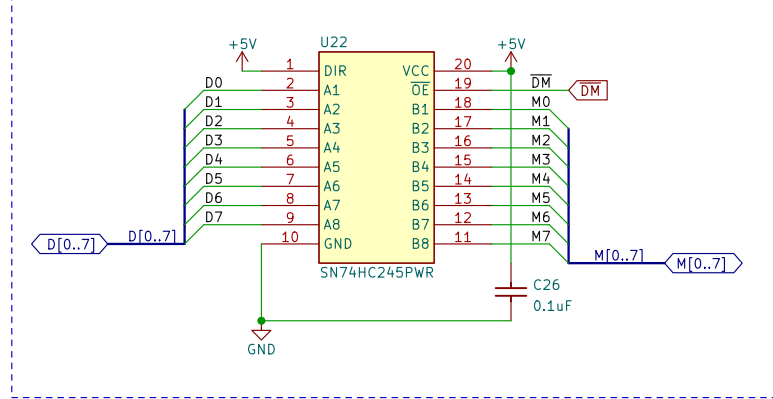 U22
+5V +5V
1 DIR VCC 20
D0 2 A1 O̅E̅ 19 D̅M̅ D̅M̅
D1 3 A2 B1 18 M0
D2 4 A3 B2 17 M1
D3 5 A4 B3 16 M2
D4 6 A5 B4 15 M3
D5 7 A6 B5 14 M4
D6 8 A7 B6 13 M5
D7 9 A8 B7 12 M6
D[0..7] D[0..7] 10 GND B8 11 M7
M[0..7] M[0..7]
SN74HC245PWR
C26
0.1uF
GND